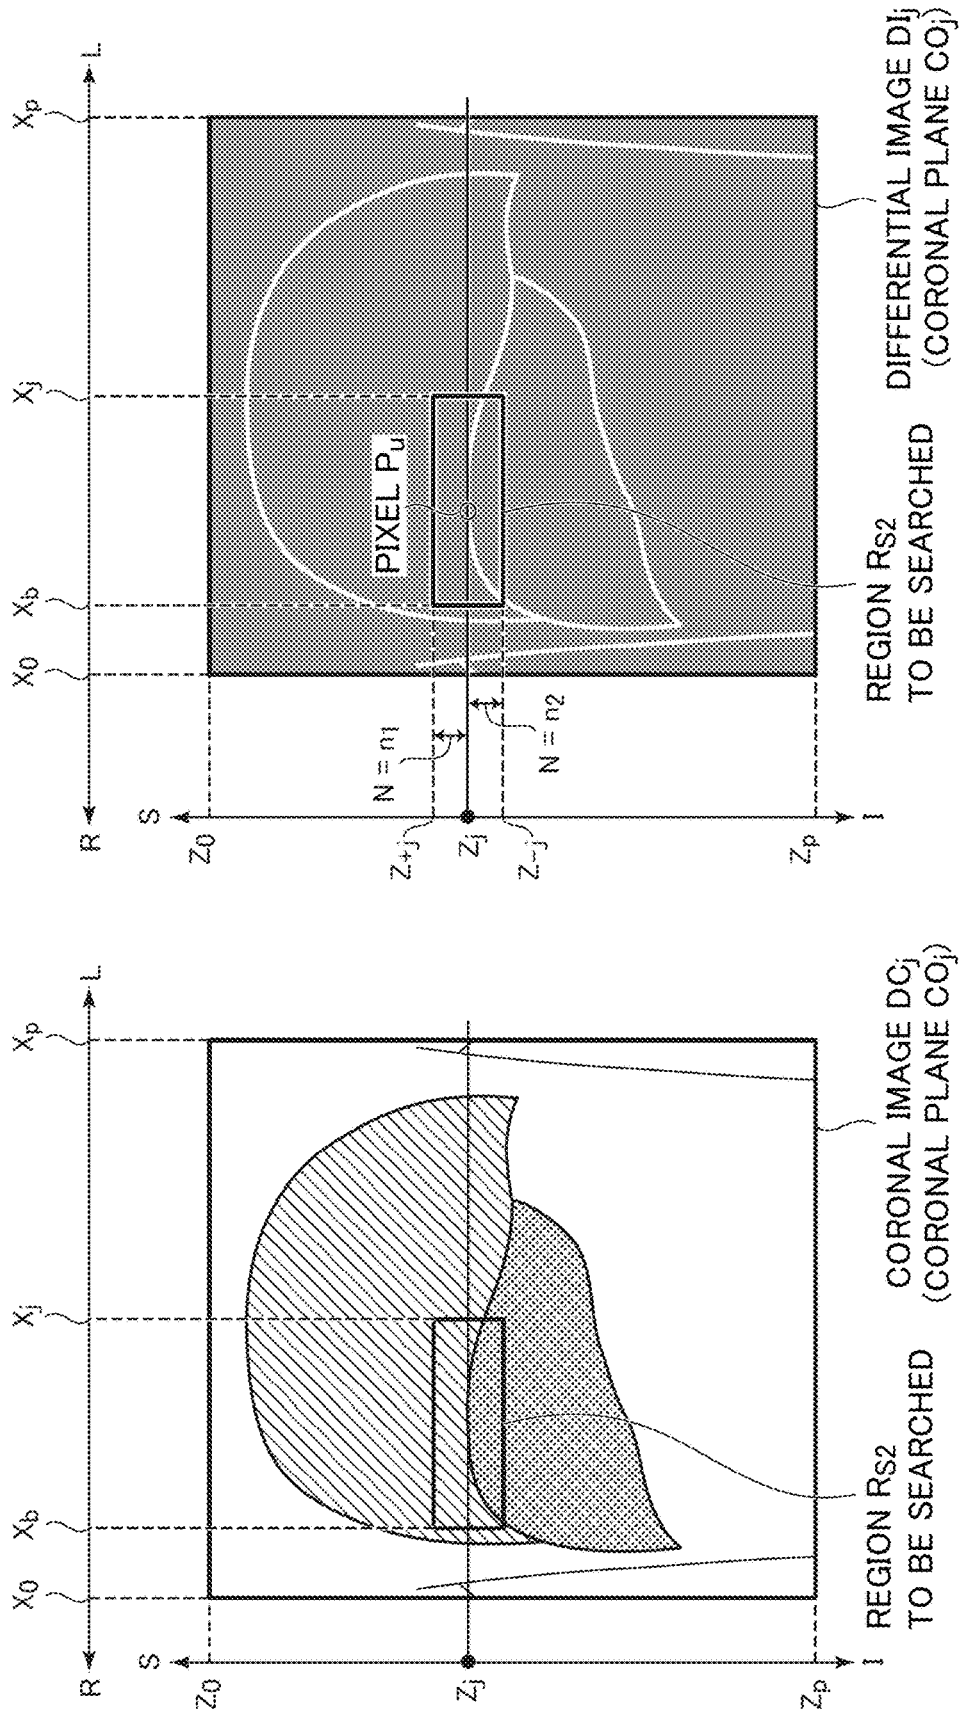 R
L
X0
Xb
Xj
Xp
S
Z0
Zj
Zp
I
REGION RS2
TO BE SEARCHED
CORONAL IMAGE DCj
(CORONAL PLANE COj)
R
L
X0
Xb
Xj
Xp
S
Z0
Z+j
Zj
Z-j
Zp
I
N = n1
N = n2
PIXEL Pu
REGION RS2
TO BE SEARCHED
DIFFERENTIAL IMAGE DIj
(CORONAL PLANE COj)